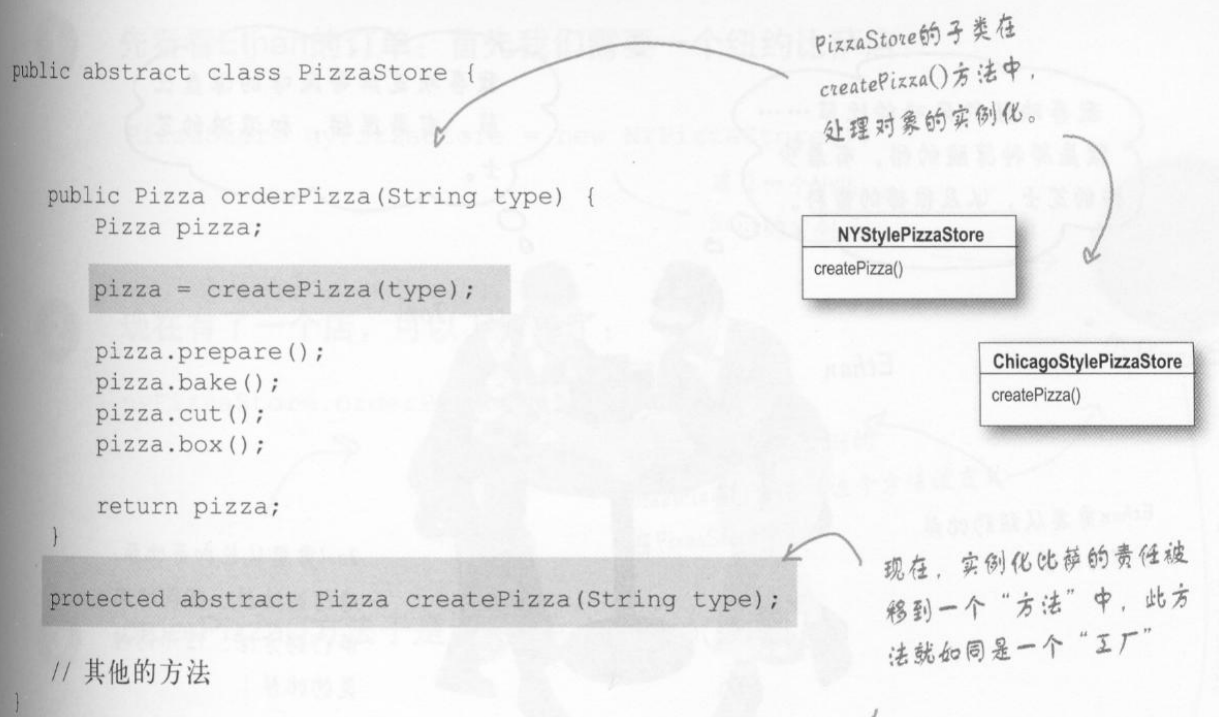 public abstract class PizzaStore {
PizzaStore的子类在
createPizza()方法中，
处理对象的实例化。
public Pizza orderPizza(String type) {
Pizza pizza;
pizza = createPizza(type);
pizza.prepare();
pizza.bake();
pizza.cut();
pizza.box();
return pizza;
}
NYStylePizzaStore
createPizza()
ChicagoStylePizzaStore
createPizza()
protected abstract Pizza createPizza(String type);
现在，实例化比萨的责任被
移到一个“方法”中，此方
法就如同是一个“工厂”
// 其他的方法
}